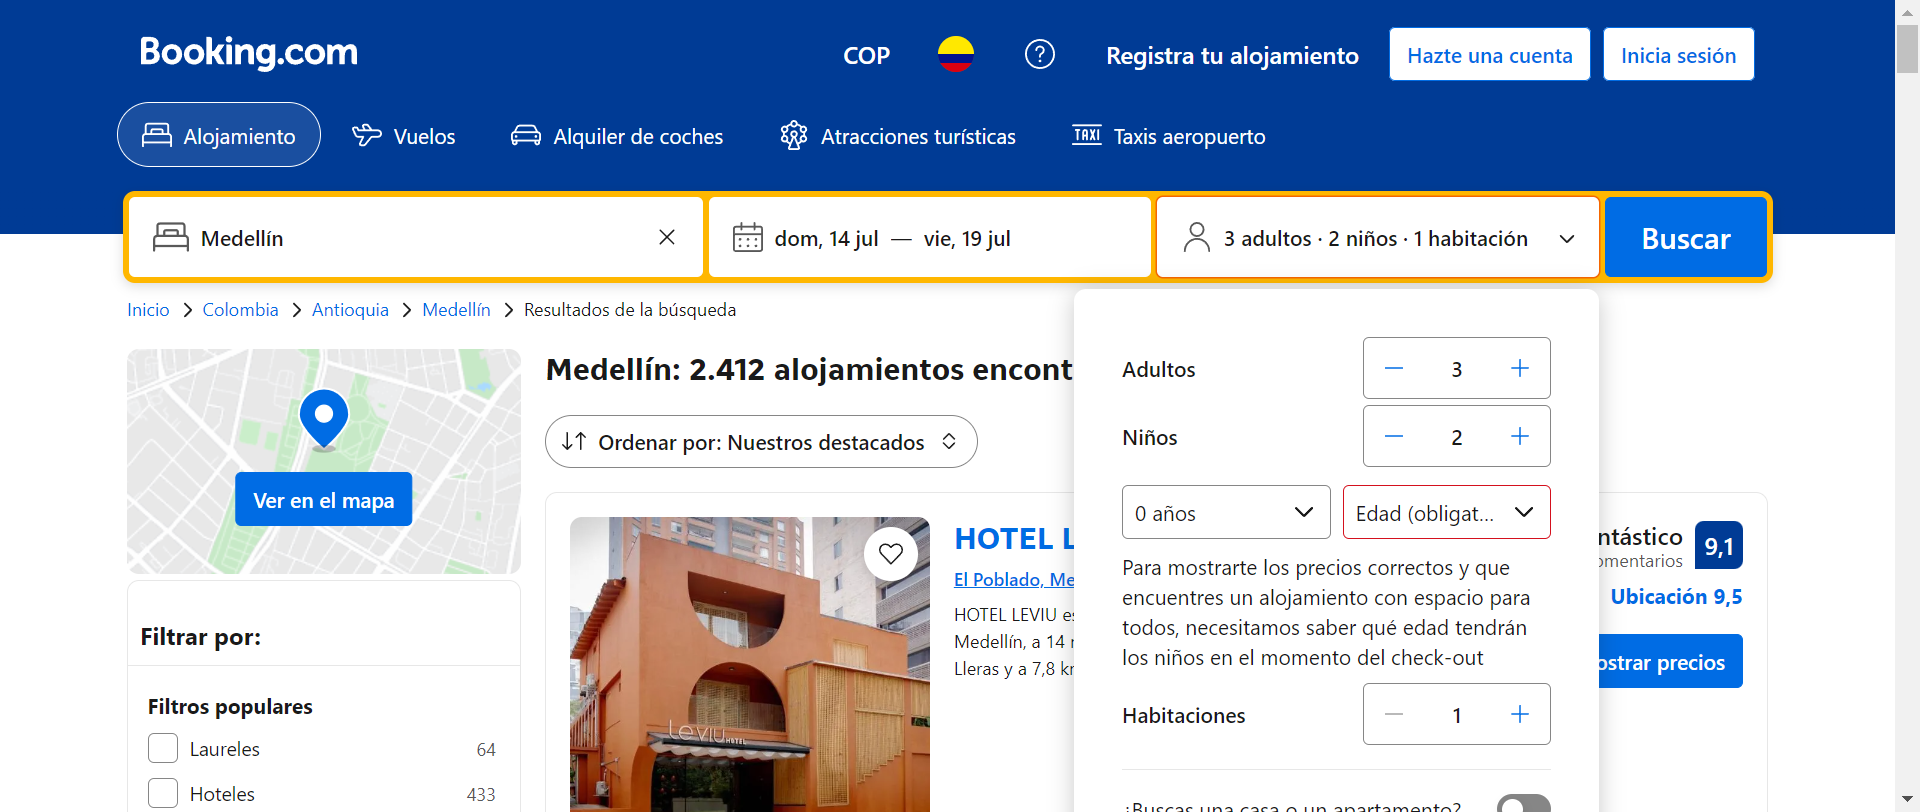 Booking.com
COP
Registra tu alojamiento
Hazte una cuenta
Inicia sesión
Alojamiento
Vuelos
Alquiler de coches
Atracciones turísticas
TAXI
Taxis aeropuerto
Medellín
dom, 14 jul — vie, 19 jul
3 adultos · 2 niños · 1 habitación
Buscar
Inicio
Colombia
Antioquia
Medellín
Resultados de la búsqueda
Ver en el mapa
Filtrar por:
Filtros populares
Laureles 64
Hoteles 433
Medellín: 2.412 alojamientos encont
Ordenar por: Nuestros destacados
leviu HOTEL
HOTEL L
El Poblado, Me
HOTEL LEVIU es
Medellín, a 14
Lleras y a 7,8 k
Adultos 3
Niños 2
0 años
Edad (obligat...
Para mostrarte los precios correctos y que
encuentres un alojamiento con espacio para
todos, necesitamos saber qué edad tendrán
los niños en el momento del check-out
Habitaciones 1
¿Buscas una casa o un apartamento?
ntástico
omentarios
9,1
Ubicación 9,5
ostrar precios